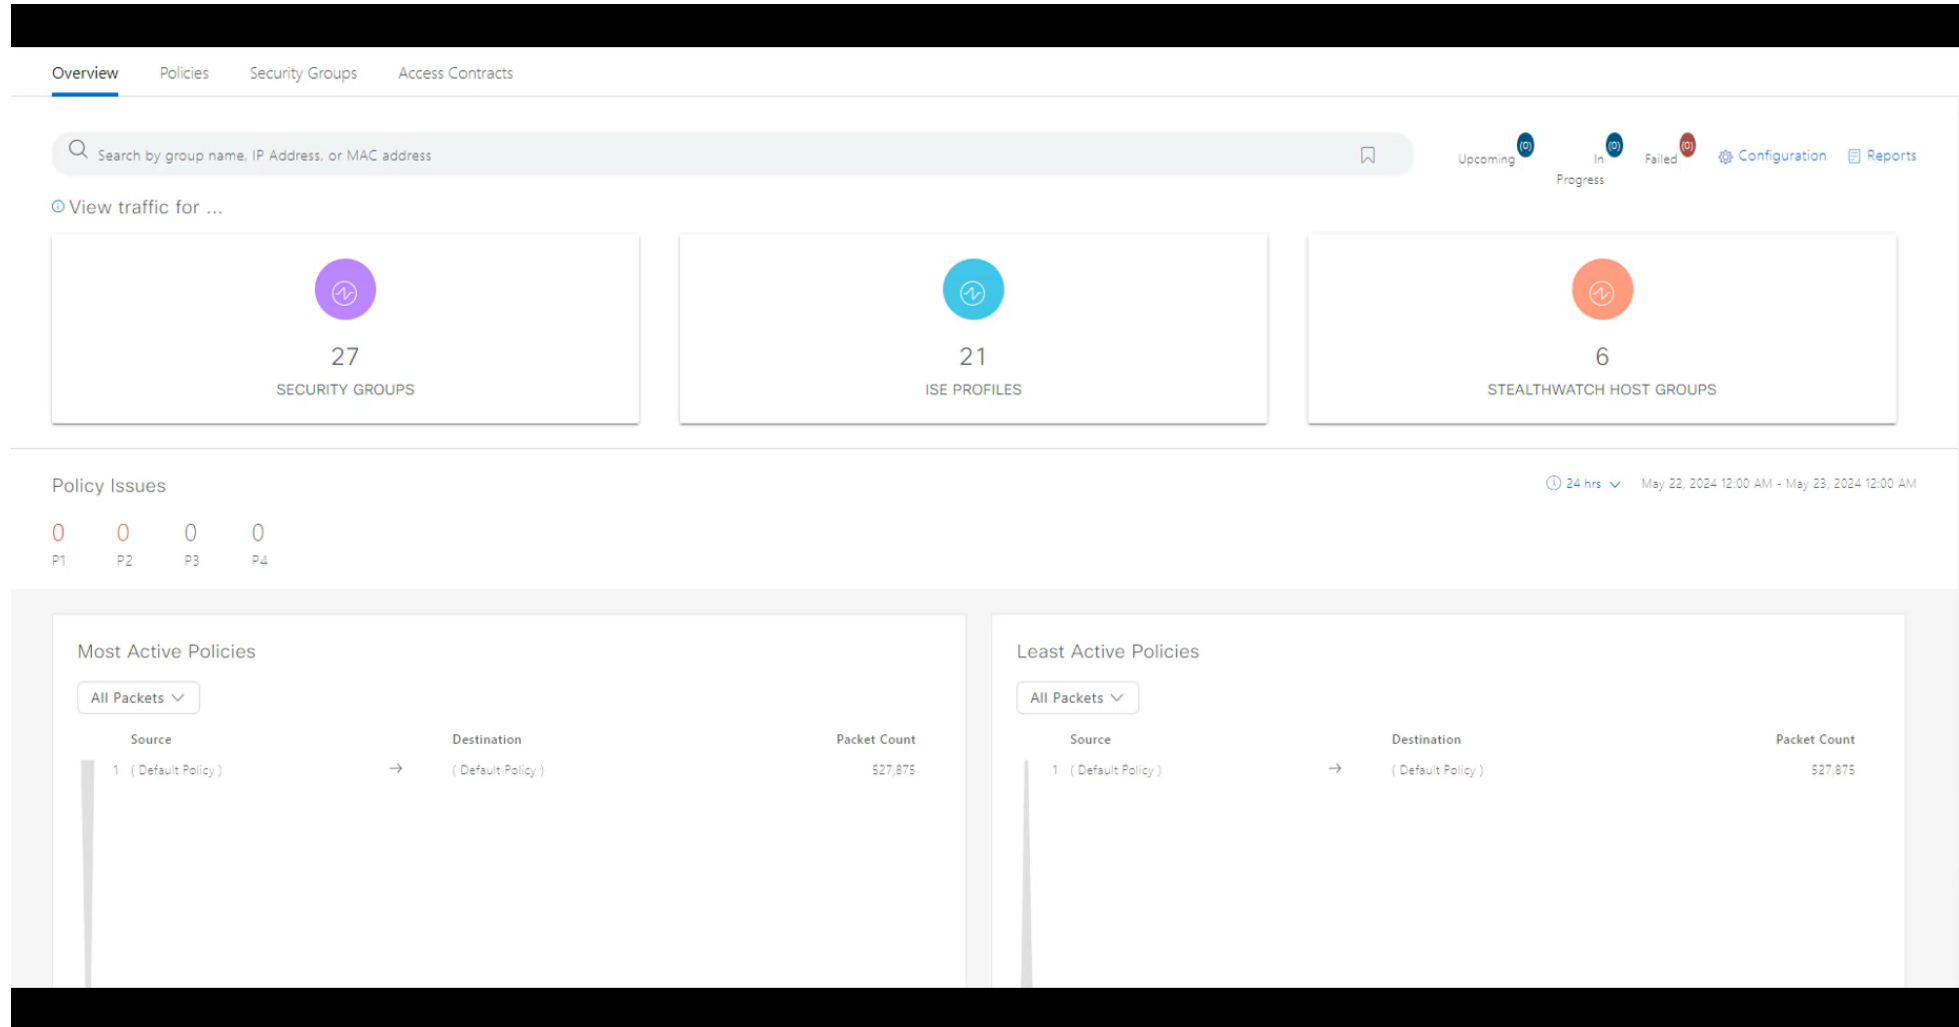 Overview Policies Security Groups Access Contracts
Search by group name, IP Address, or MAC address
Upcoming (0) In Progress (0) Failed (0) Configuration Reports
View traffic for ...
27
SECURITY GROUPS
21
ISE PROFILES
6
STEALTHWATCH HOST GROUPS
Policy Issues
24 hrs May 22, 2024 12:00 AM - May 23, 2024 12:00 AM
0 0 0 0
P1 P2 P3 P4
Most Active Policies
All Packets
Source Destination Packet Count
1 ( Default Policy ) → ( Default Policy ) 527,875
Least Active Policies
All Packets
Source Destination Packet Count
1 ( Default Policy ) → ( Default Policy ) 527,875